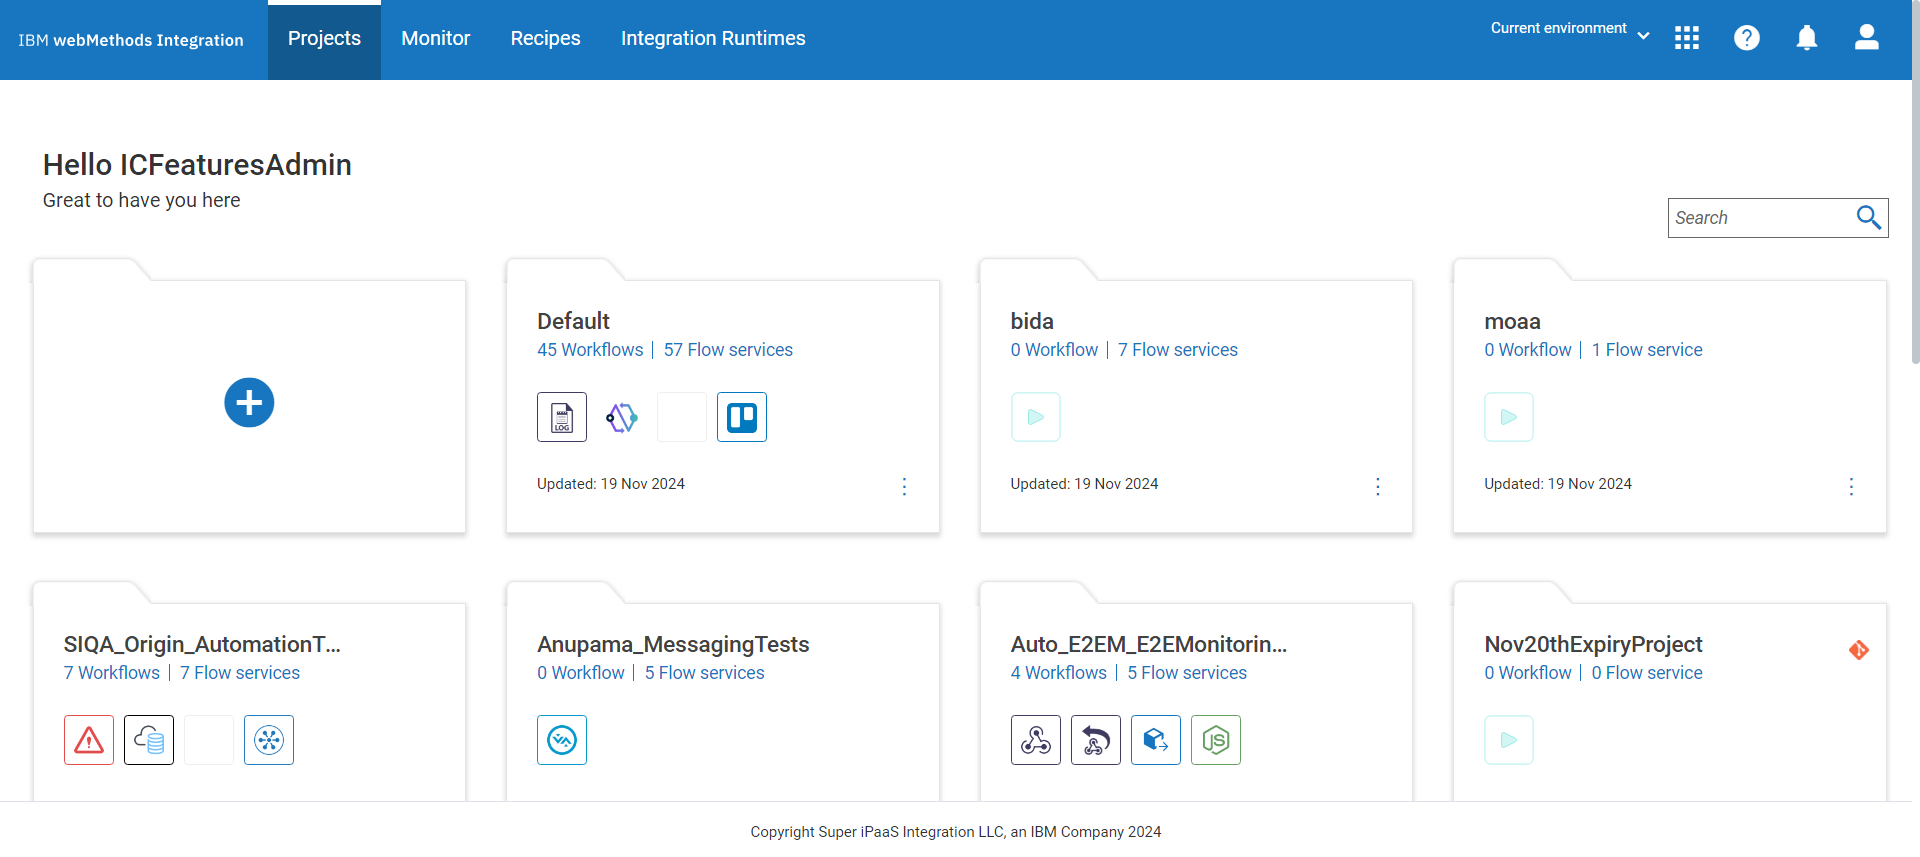 IBM webMethods Integration
Projects
Monitor
Recipes
Integration Runtimes
Current environment
Hello ICFeaturesAdmin
Great to have you here
Search
Default
45 Workflows | 57 Flow services
LOG
Updated: 19 Nov 2024
bida
0 Workflow | 7 Flow services
Updated: 19 Nov 2024
moaa
0 Workflow | 1 Flow service
Updated: 19 Nov 2024
SIQA_Origin_AutomationT...
7 Workflows | 7 Flow services
Anupama_MessagingTests
0 Workflow | 5 Flow services
Auto_E2EM_E2EMonitorin...
4 Workflows | 5 Flow services
JS
Nov20thExpiryProject
0 Workflow | 0 Flow service
Copyright Super iPaaS Integration LLC, an IBM Company 2024